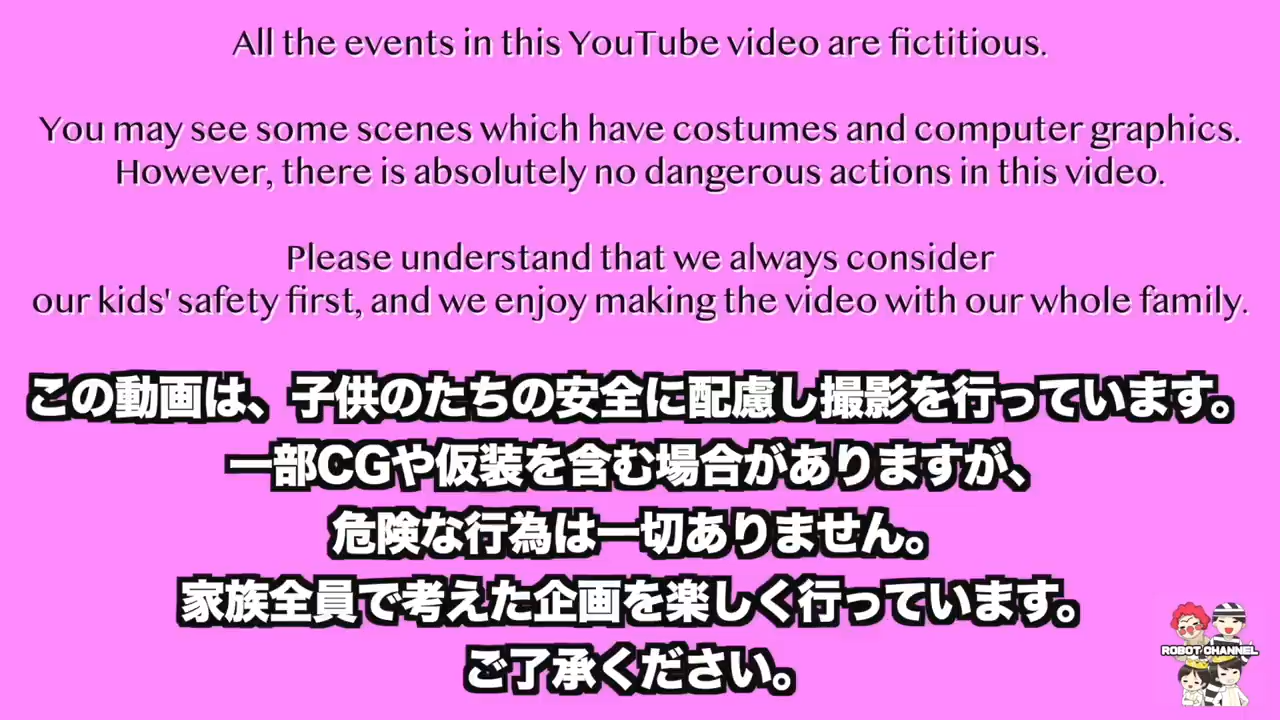 All the events in this YouTube video are fictitious.
You may see some scenes which have costumes and computer graphics.
However, there is absolutely no dangerous actions in this video.
Please understand that we always consider
our kids' safety first, and we enjoy making the video with our whole family.
この動画は、子供のたちの安全に配慮し撮影を行っています。
一部CGや仮装を含む場合がありますが、
危険な行為は一切ありません。
家族全員で考えた企画を楽しく行っています。
ご了承ください。
ROBOT CHANNEL